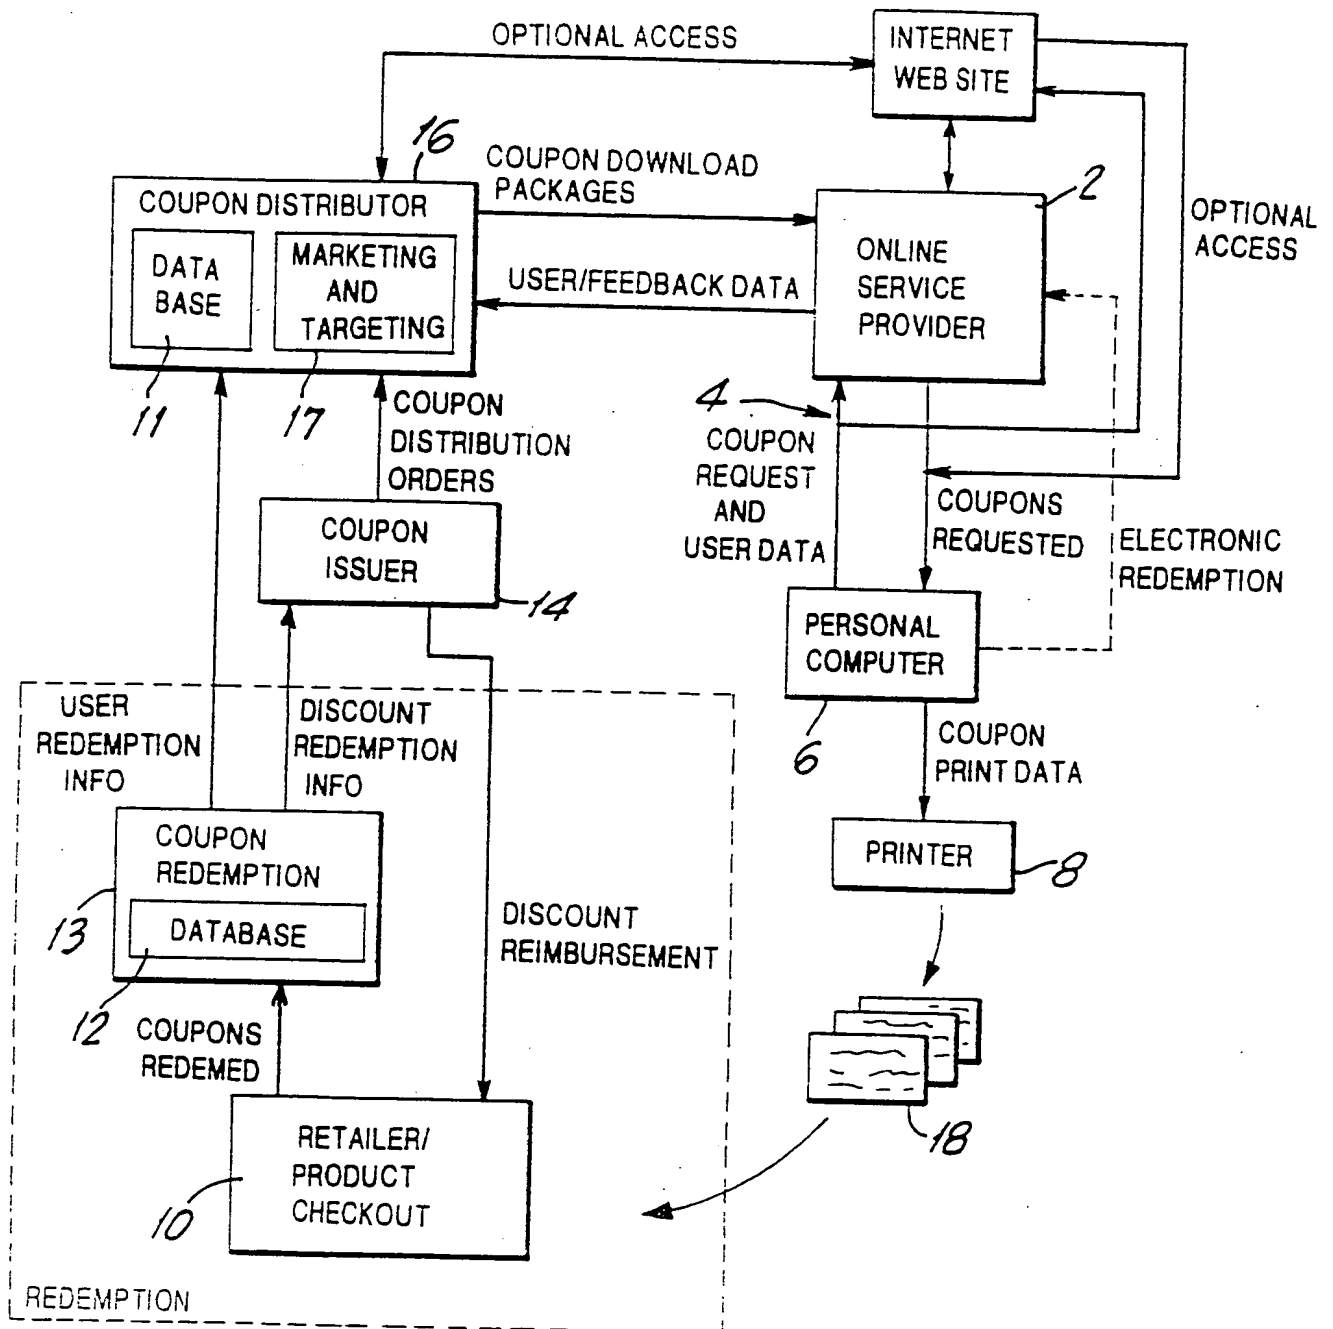 OPTIONAL ACCESS
INTERNET
WEB SITE
16
COUPON DOWNLOAD
PACKAGES
2
OPTIONAL
ACCESS
COUPON DISTRIBUTOR
DATA
BASE
MARKETING
AND
TARGETING
USER/FEEDBACK DATA
ONLINE
SERVICE
PROVIDER
11
17
COUPON
DISTRIBUTION
ORDERS
4
COUPON
REQUEST
AND
USER DATA
COUPONS
REQUESTED
ELECTRONIC
REDEMPTION
COUPON
ISSUER
14
PERSONAL
COMPUTER
6
USER
REDEMPTION
INFO
DISCOUNT
REDEMPTION
INFO
COUPON
PRINT DATA
COUPON
REDEMPTION
DATABASE
13
12
PRINTER
8
DISCOUNT
REIMBURSEMENT
COUPONS
REDEMED
18
RETAILER/
PRODUCT
CHECKOUT
10
REDEMPTION